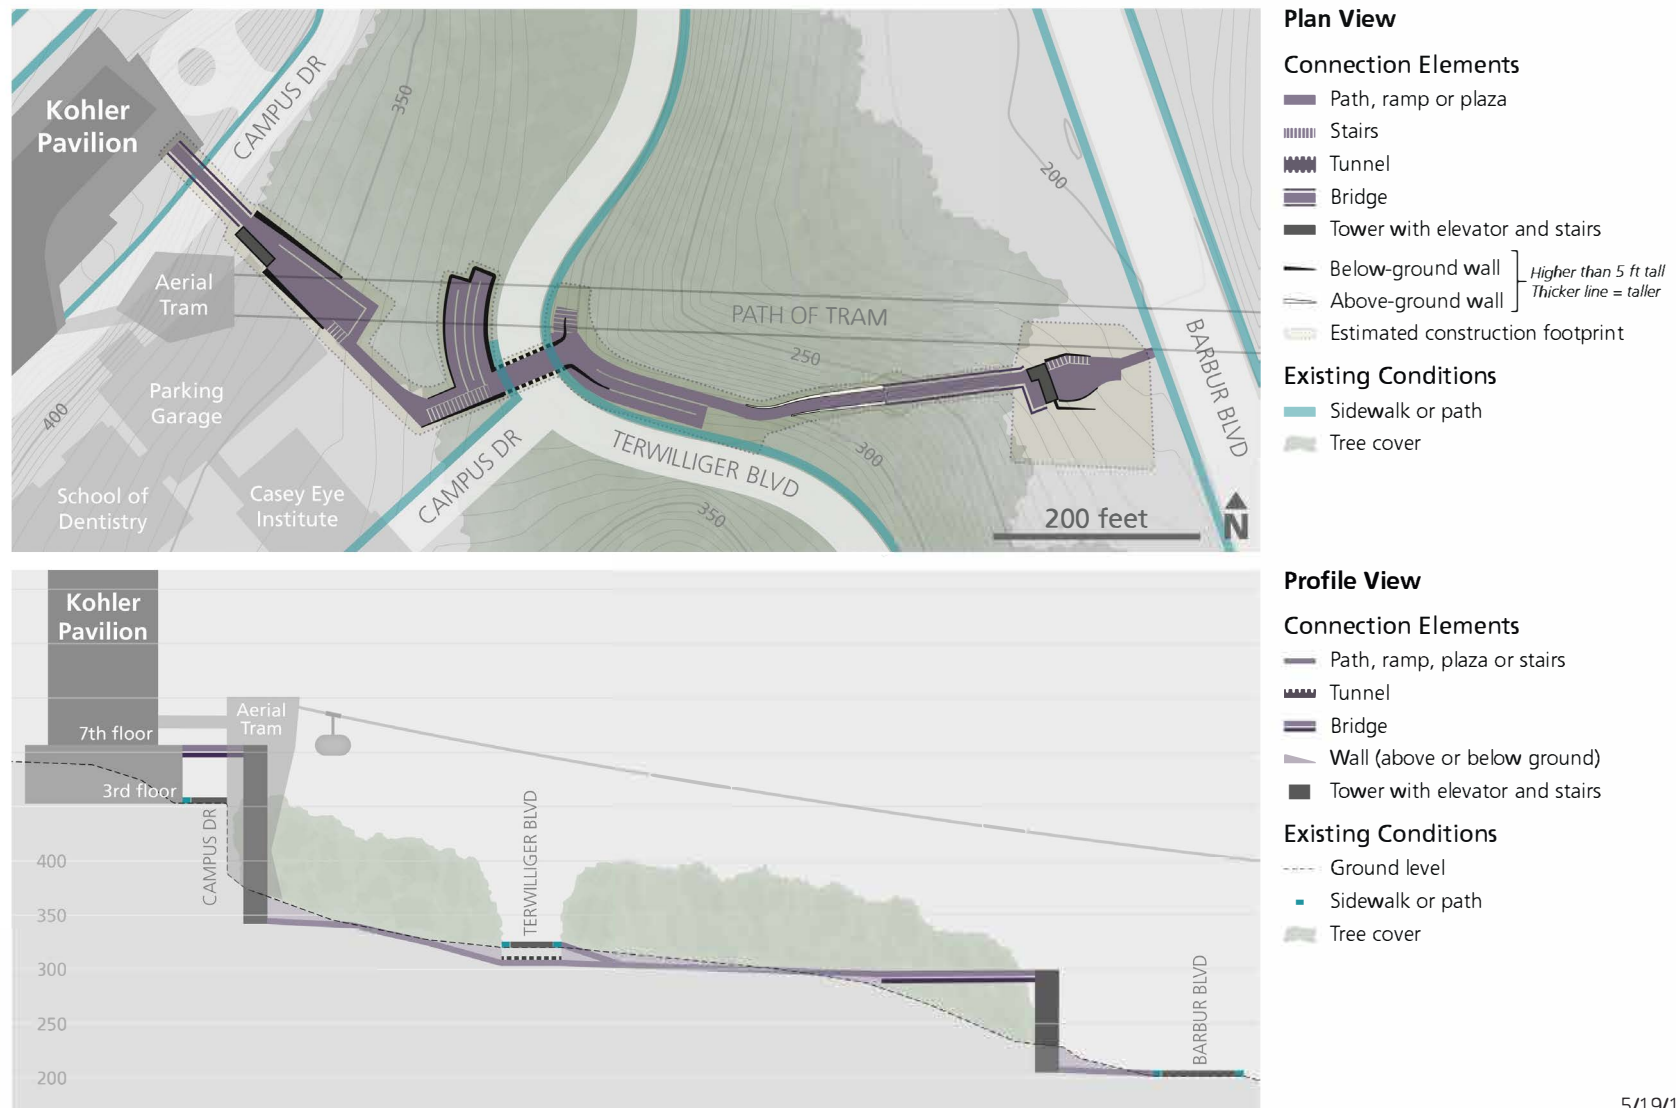 Kohler
Pavilion
CAMPUS DR
350
Aerial
Tram
Parking
Garage
400
School of
Dentistry
Casey Eye
Institute
CAMPUS DR
TERWILLIGER BLVD
PATH OF TRAM
250
300
350
200
BARBUR BLVD
200 feet
N
Plan View
Connection Elements
Path, ramp or plaza
Stairs
Tunnel
Bridge
Tower with elevator and stairs
Below-ground wall
Above-ground wall
Higher than 5 ft tall
Thicker line = taller
Estimated construction footprint
Existing Conditions
Sidewalk or path
Tree cover
Kohler
Pavilion
7th floor
3rd floor
Aerial
Tram
CAMPUS DR
TERWILLIGER BLVD
BARBUR BLVD
400
350
300
250
200
Profile View
Connection Elements
Path, ramp, plaza or stairs
Tunnel
Bridge
Wall (above or below ground)
Tower with elevator and stairs
Existing Conditions
Ground level
Sidewalk or path
Tree cover
5/19/1